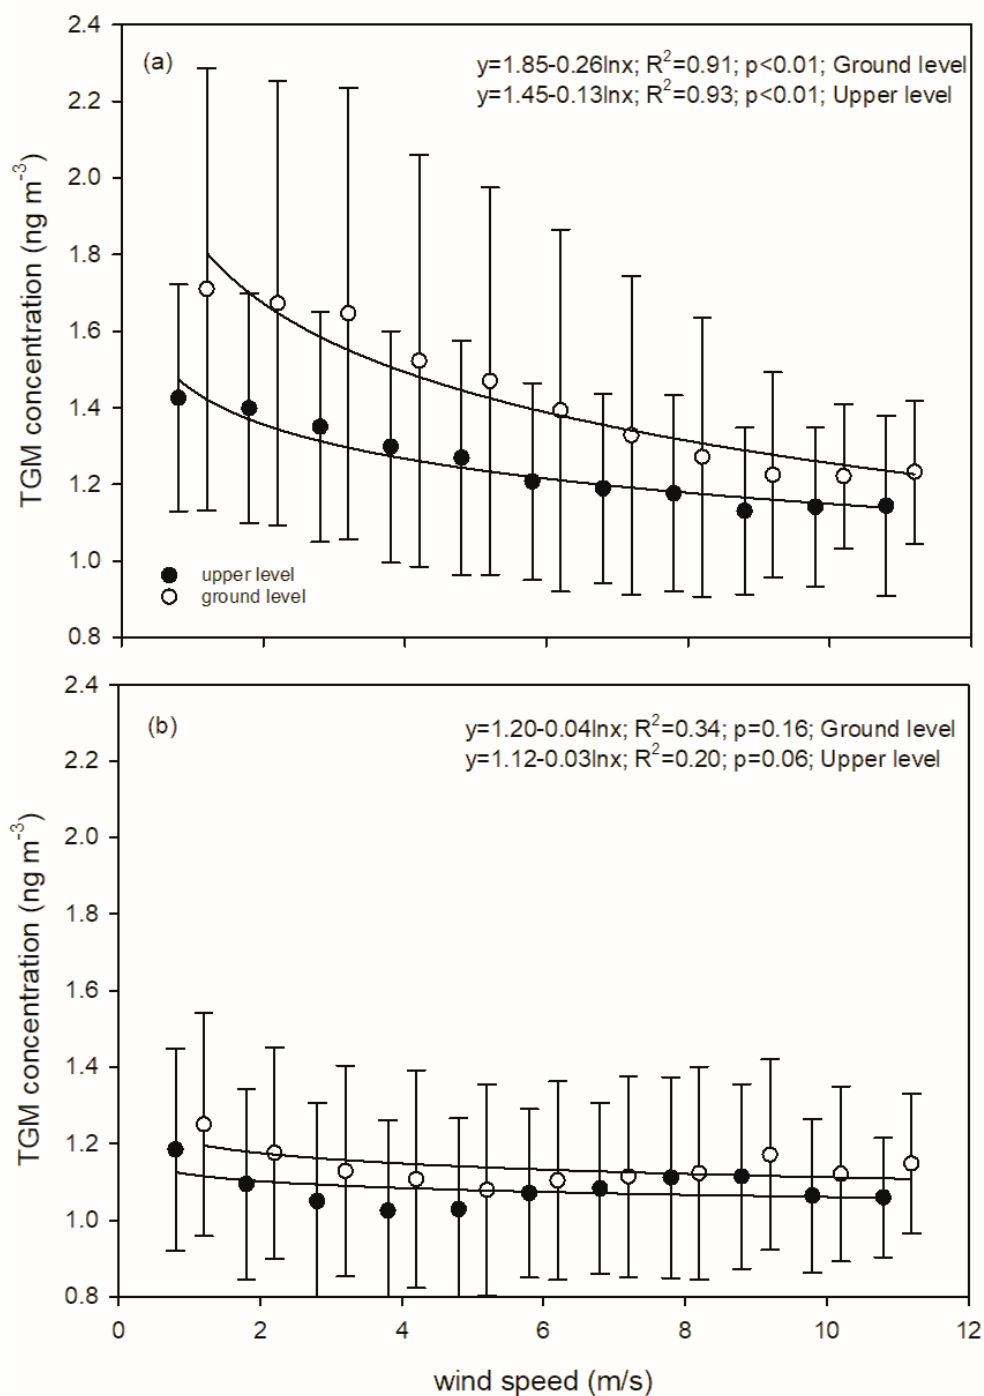 (a)
y=1.85-0.26lnx; R²=0.91; p<0.01; Ground level
y=1.45-0.13lnx; R²=0.93; p<0.01; Upper level
TGM concentration (ng m⁻³)
2.4
2.2
2.0
1.8
1.6
1.4
1.2
1.0
0.8
upper level
ground level
(b)
y=1.20-0.04lnx; R²=0.34; p=0.16; Ground level
y=1.12-0.03lnx; R²=0.20; p=0.06; Upper level
TGM concentration (ng m⁻³)
2.4
2.2
2.0
1.8
1.6
1.4
1.2
1.0
0.8
0 2 4 6 8 10 12
wind speed (m/s)